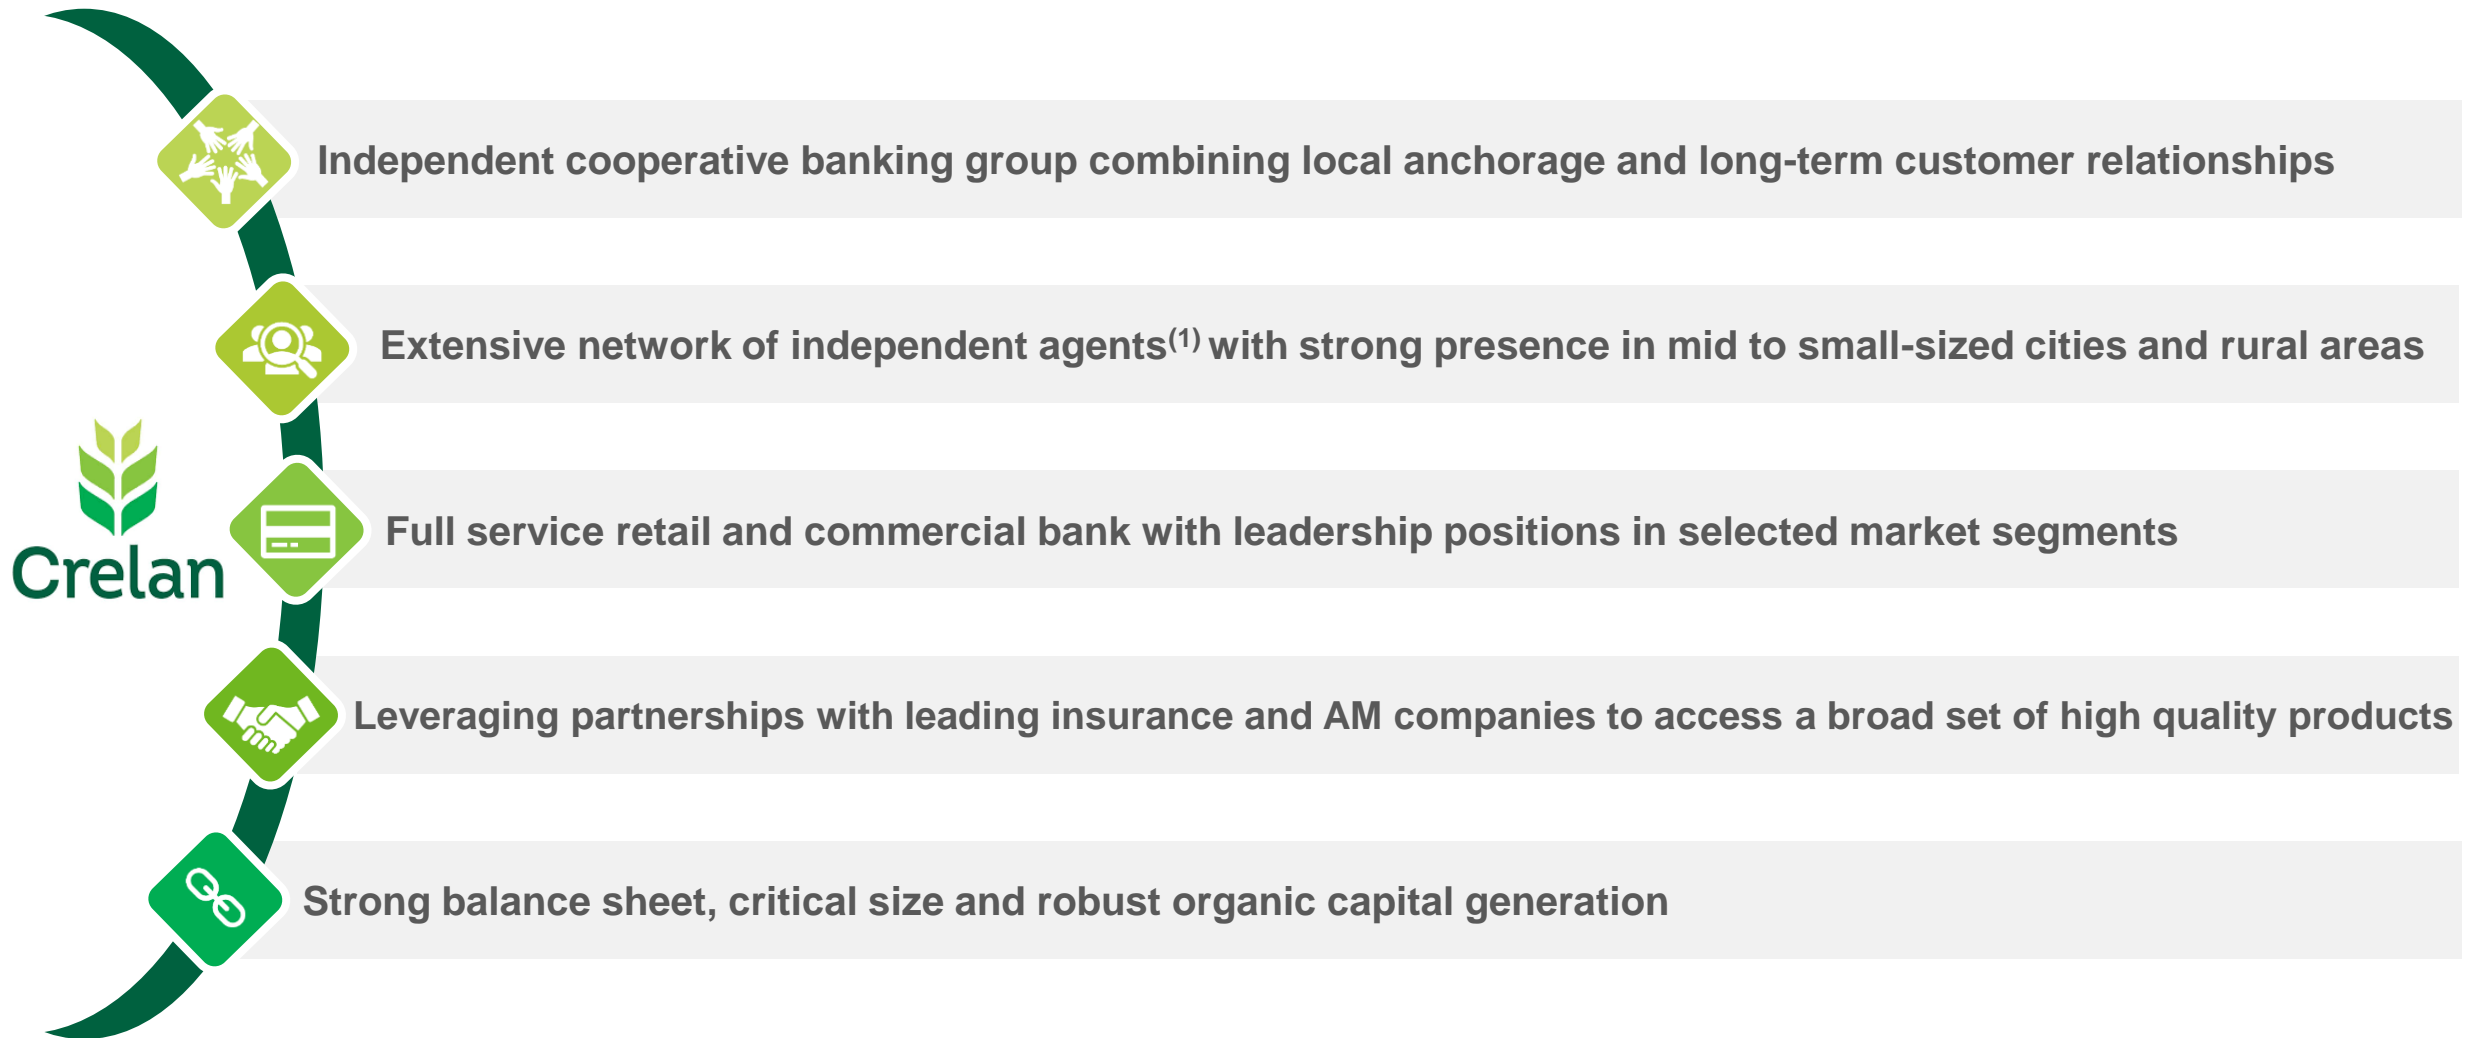 Independent cooperative banking group combining local anchorage and long-term customer relationships
Extensive network of independent agents(1) with strong presence in mid to small-sized cities and rural areas
Crelan
Full service retail and commercial bank with leadership positions in selected market segments
Leveraging partnerships with leading insurance and AM companies to access a broad set of high quality products
Strong balance sheet, critical size and robust organic capital generation